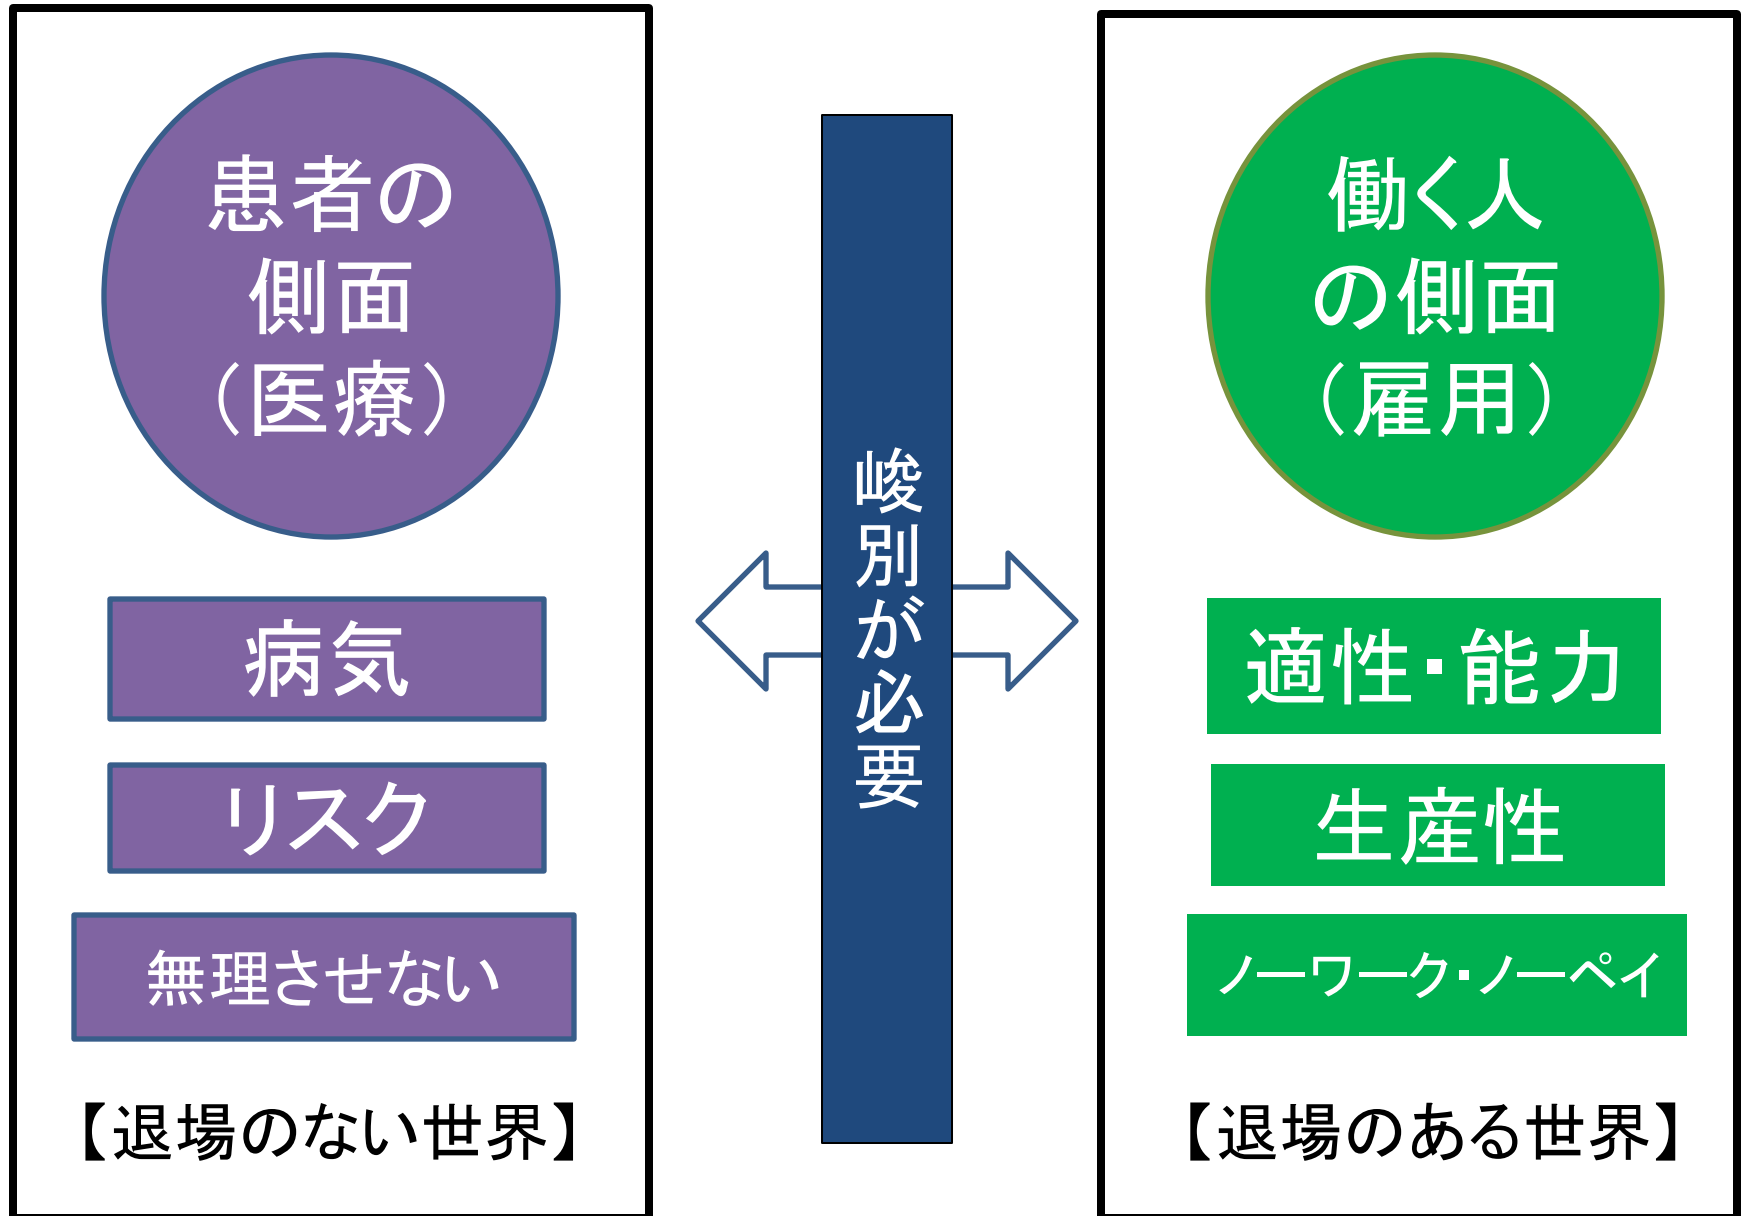 患者の
側面
（医療）
病気
リスク
無理させない
【退場のない世界】
峻別が必要
働く人
の側面
（雇用）
適性・能力
生産性
ノーワーク・ノーペイ
【退場のある世界】